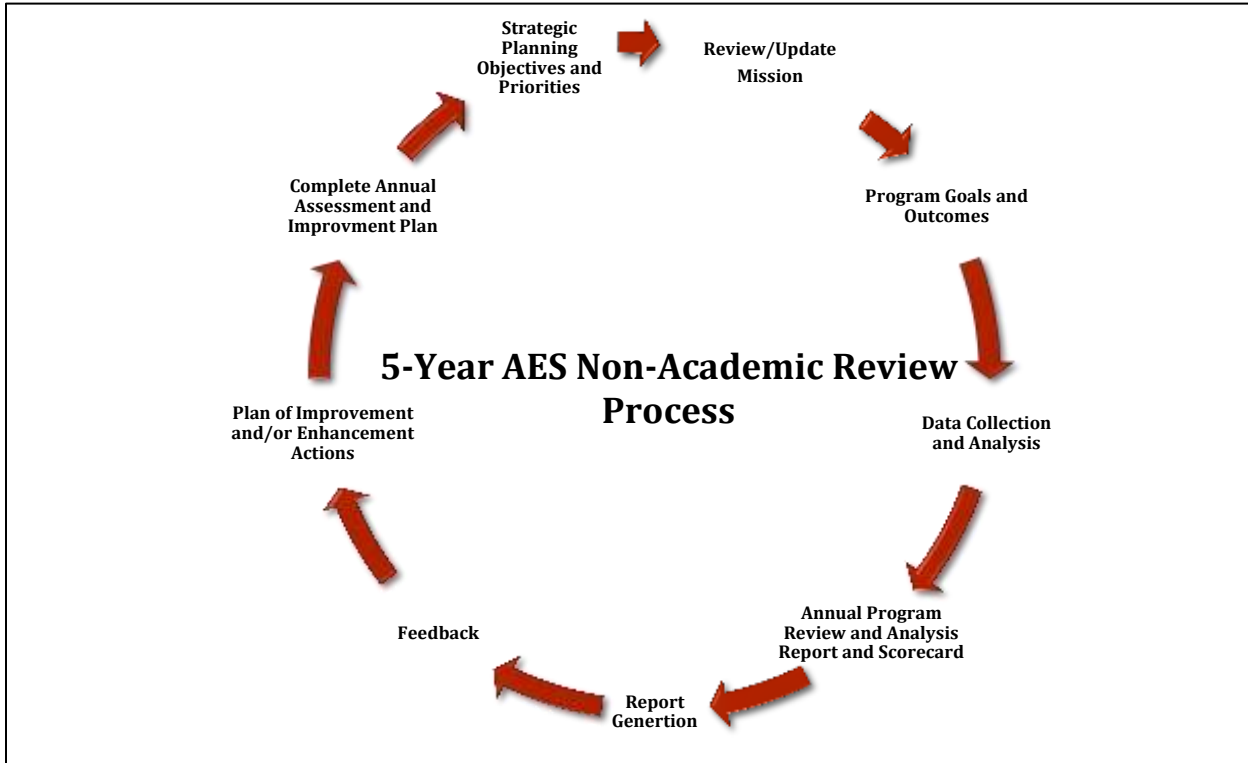 Strategic
Planning
Objectives and
Priorities
Review/Update
Mission
Program Goals and
Outcomes
Data Collection
and Analysis
Annual Program
Review and Analysis
Report and Scorecard
Report
Genertion
Feedback
Plan of Improvement
and/or Enhancement
Actions
Complete Annual
Assessment and
Improvment Plan
5-Year AES Non-Academic Review
Process